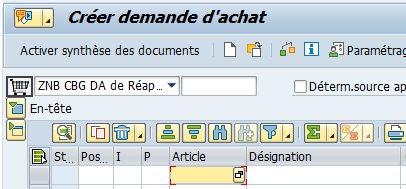 Créer demande d'achat
Activer synthèse des documents Paramétrag
ZNB CBG DA de Réap... Déterm.source ap
En-tête
St... Pos... I P Article Désignation